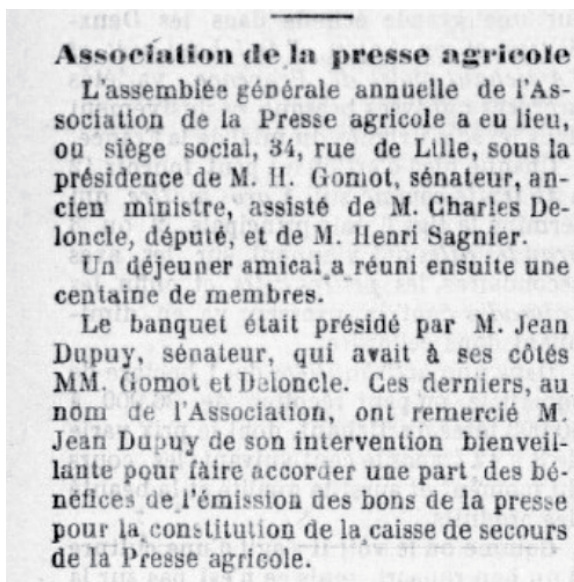 Association de la presse agricole
L'assemblée générale annuelle de l'As-
sociation de la Presse agricole a eu lieu,
ou siège social, 34, rue de Lille, sous la
présidence de M. H. Gomot, sénateur, an-
cien ministre, assisté de M. Charles De-
loncle, député, et de M. Henri Sagnier.
Un déjeuner amical a réuni ensuite une
centaine de membres.
Le banquet était présidé par M. Jean
Dupuy, sénateur, qui avait à ses côtés
MM. Gomot et Deloncle. Ces derniers, au
nom de l'Association, ont remercié M.
Jean Dupuy de son intervention bienveil-
lante pour faire accorder une part des bé-
néfices de l'émission des bons de la presse
pour la constitution de la caisse de secours
de la Presse agricole.